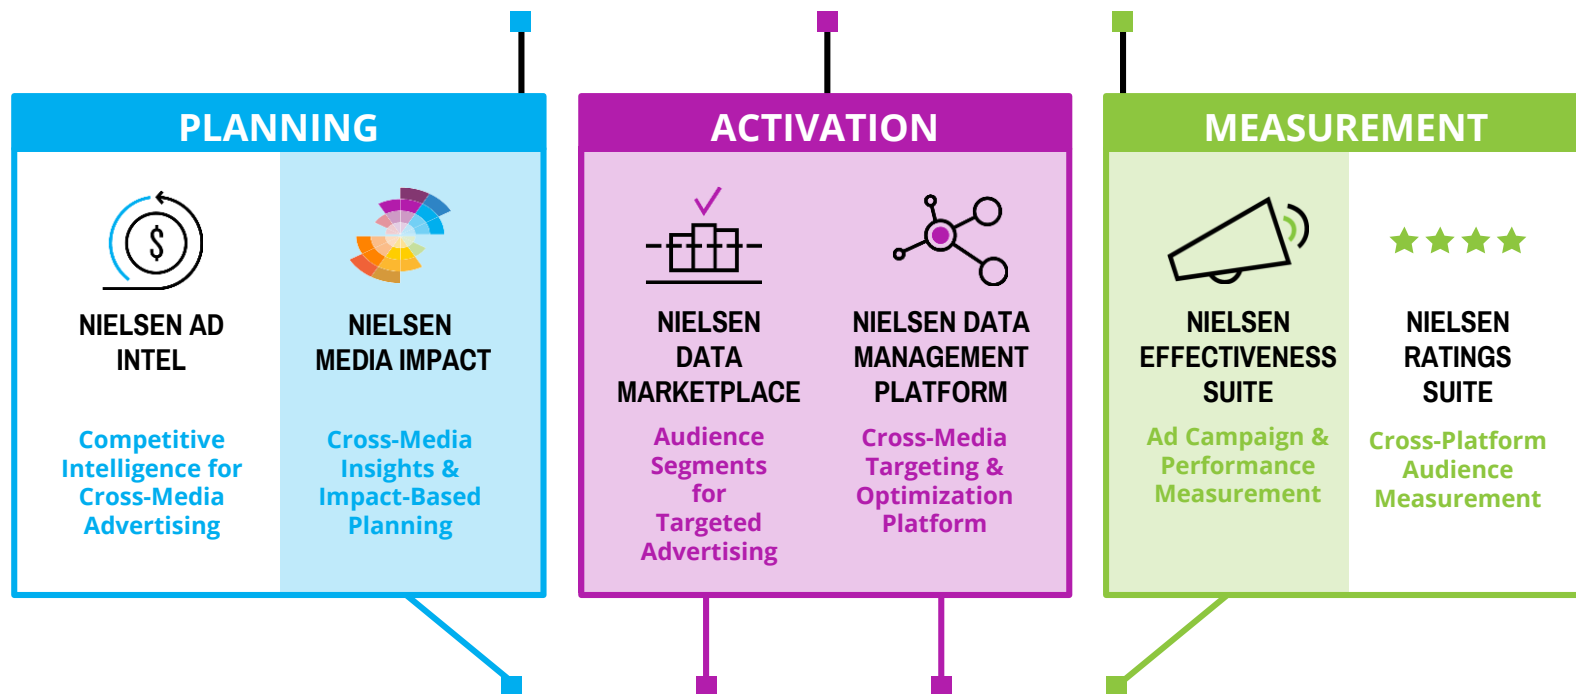 PLANNING
NIELSEN AD
INTEL
Competitive
Intelligence for
Cross-Media
Advertising
NIELSEN
MEDIA IMPACT
Cross-Media
Insights &
Impact-Based
Planning
ACTIVATION
NIELSEN
DATA
MARKETPLACE
Audience
Segments
for
Targeted
Advertising
NIELSEN DATA
MANAGEMENT
PLATFORM
Cross-Media
Targeting &
Optimization
Platform
MEASUREMENT
NIELSEN
EFFECTIVENESS
SUITE
Ad Campaign &
Performance
Measurement
NIELSEN
RATINGS
SUITE
Cross-Platform
Audience
Measurement